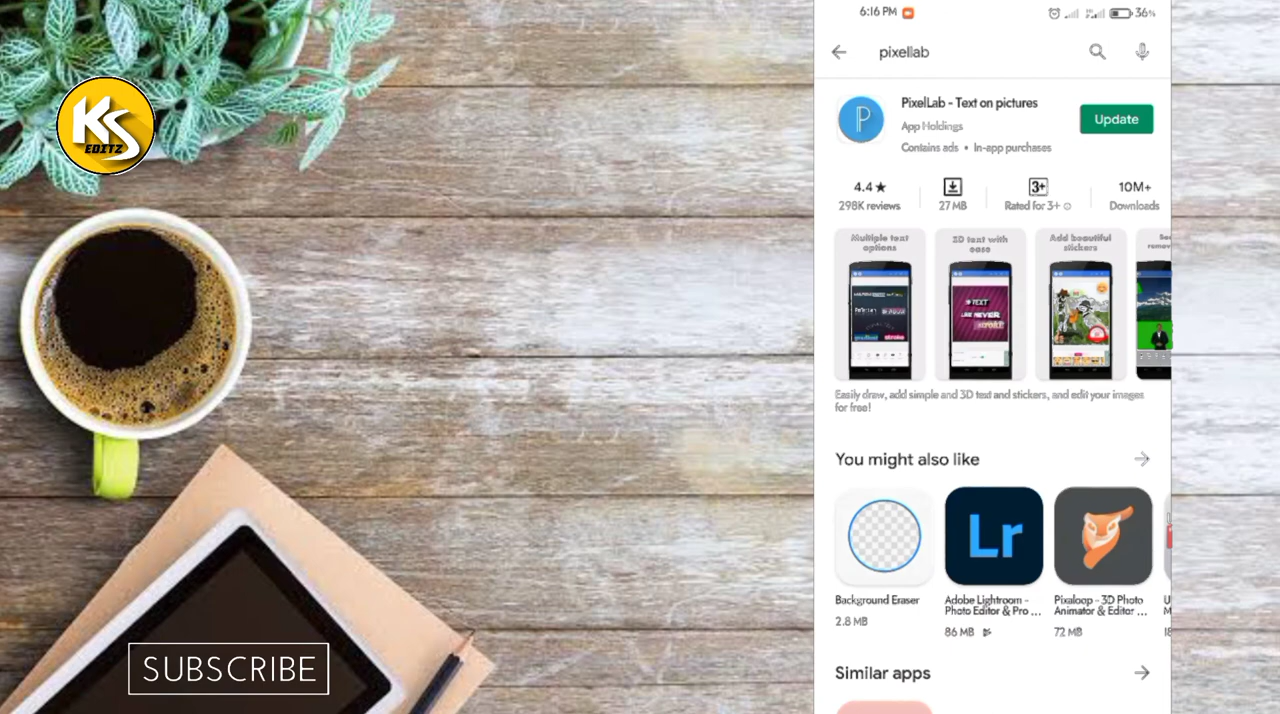 KS
EDITZ
SUBSCRIBE
6:16 PM
36%
pixellab
PixelLab - Text on pictures
App Holdings
Contains ads • In-app purchases
Update
4.4★
298K reviews
27 MB
3+
Rated for 3+
10M+
Downloads
Multiple text
options
3D text with
ease
Add beautiful
stickers
Easily draw, add simple and 3D text and stickers, and edit your images
for free!
You might also like
Lr
Background Eraser
2.8 MB
Adobe Lightroom -
Photo Editor & Pro ...
86 MB
Pixaloop - 3D Photo
Animator & Editor ...
72 MB
Similar apps